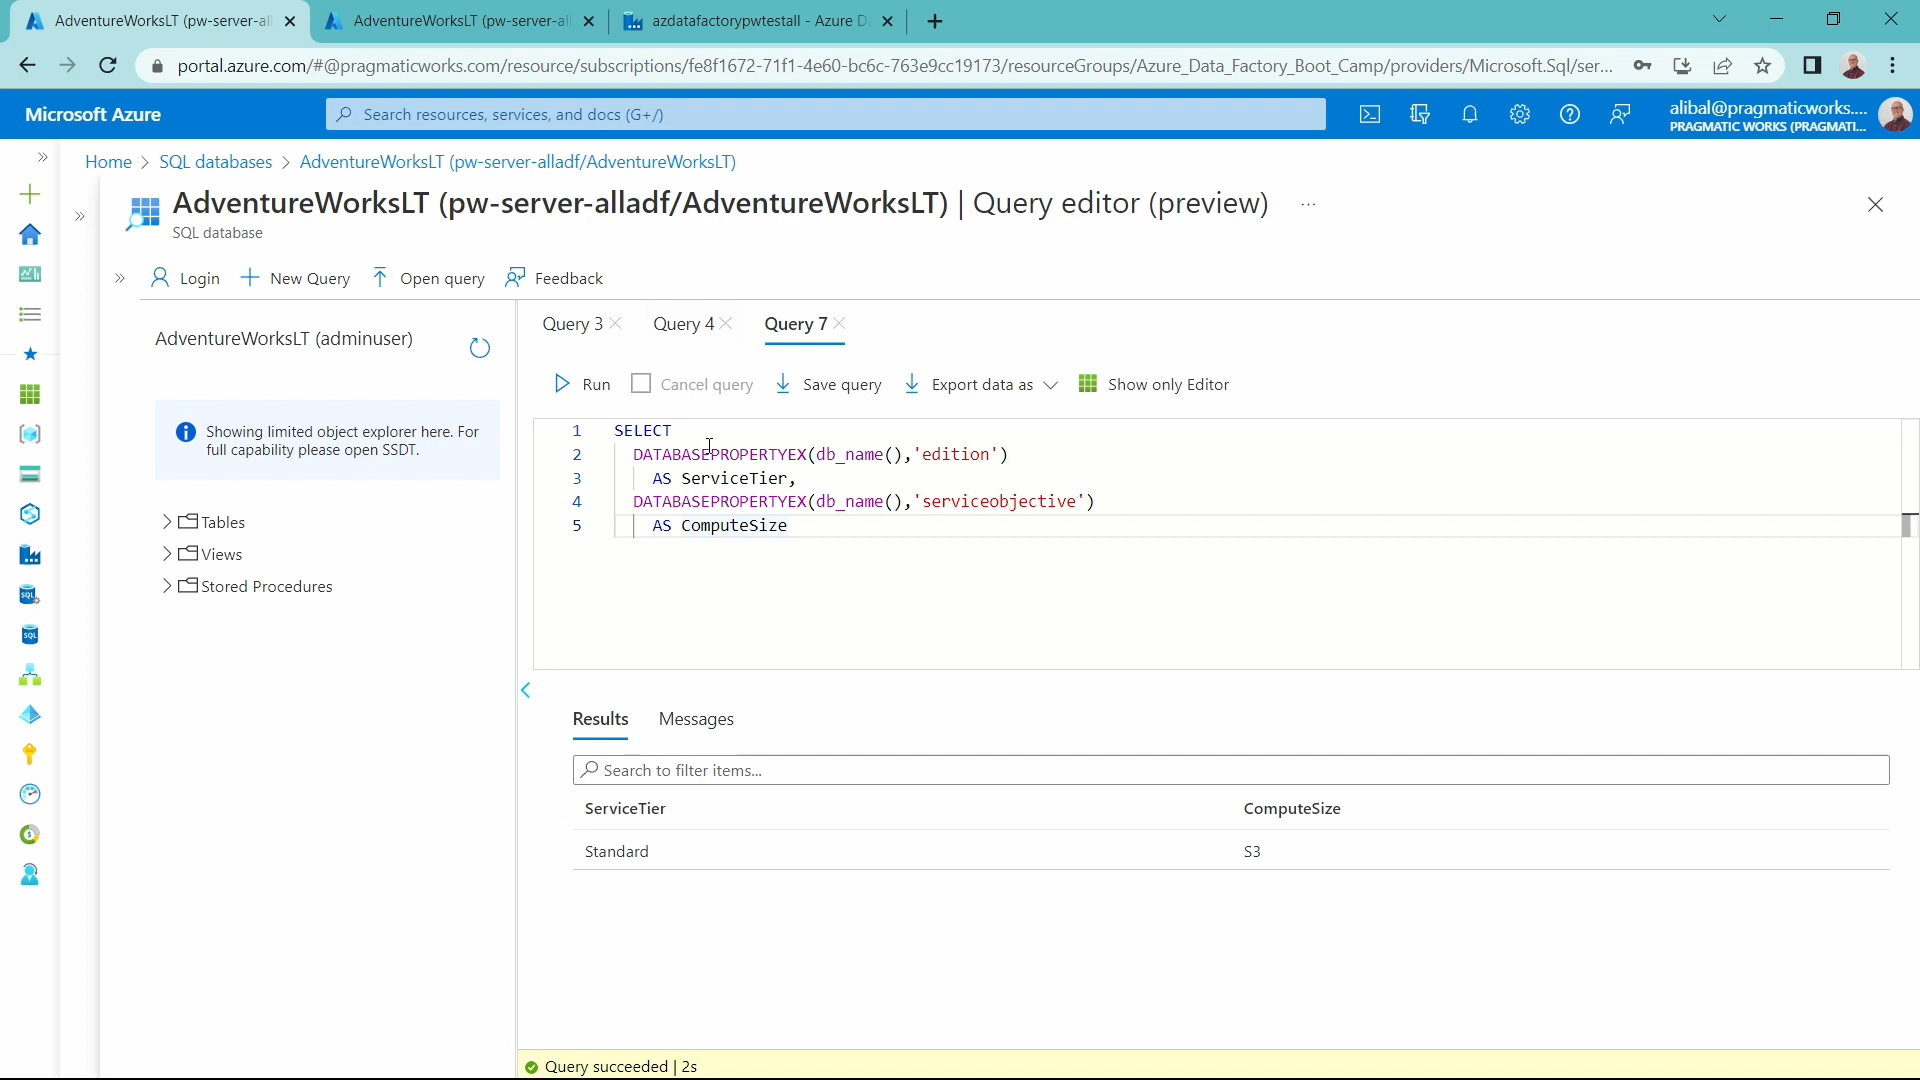 AdventureWorksLT (pw-server-al
AdventureWorksLT (pw-server-al
azdatafactorypwtestall - Azure D
portal.azure.com/#@pragmaticworks.com/resource/subscriptions/fe8f1672-71f1-4e60-bc6c-763e9cc19173/resourceGroups/Azure_Data_Factory_Boot_Camp/providers/Microsoft.Sql/ser...
Microsoft Azure
Search resources, services, and docs (G+/)
alibal@pragmaticworks....
PRAGMATIC WORKS (PRAGMATI...
Home > SQL databases > AdventureWorksLT (pw-server-alladf/AdventureWorksLT)
AdventureWorksLT (pw-server-alladf/AdventureWorksLT) | Query editor (preview) ...
SQL database
Login
New Query
Open query
Feedback
AdventureWorksLT (adminuser)
Showing limited object explorer here. For
full capability please open SSDT.
Tables
Views
Stored Procedures
Query 3
Query 4
Query 7
Run
Cancel query
Save query
Export data as
Show only Editor
1 SELECT
2 DATABASEPROPERTYEX(db_name(),'edition')
3 AS ServiceTier,
4 DATABASEPROPERTYEX(db_name(),'serviceobjective')
5 AS ComputeSize
Results
Messages
Search to filter items...
ServiceTier ComputeSize
Standard S3
Query succeeded | 2s
SQL
SQL